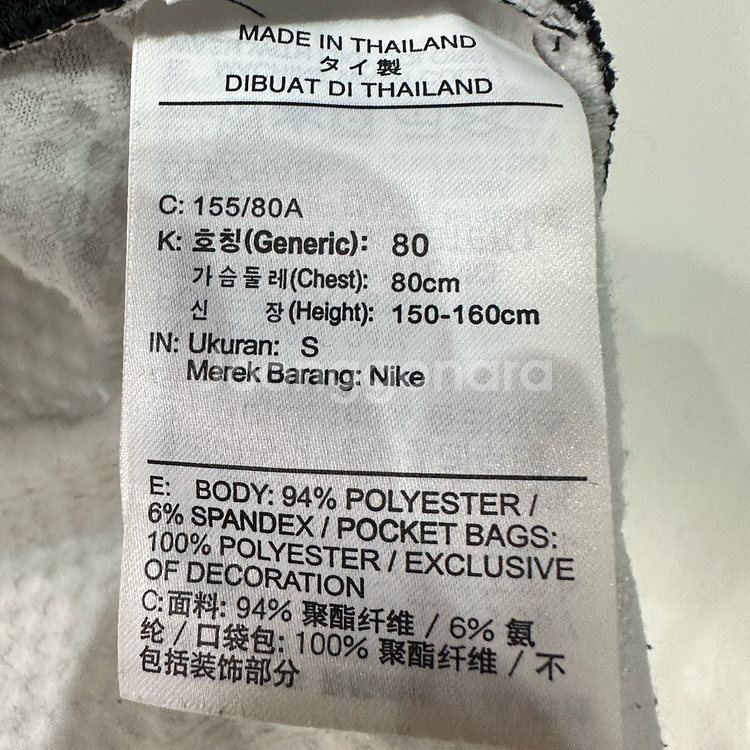 MADE IN THAILAND
タイ製
DIBUAT DI THAILAND
C: 155/80A
K: 호칭(Generic): 80
가슴둘레(Chest): 80cm
신 장(Height): 150-160cm
IN: Ukuran: S
Merek Barang: Nike
E: BODY: 94% POLYESTER /
6% SPANDEX / POCKET BAGS:
100% POLYESTER / EXCLUSIVE
OF DECORATION
C:面料: 94% 聚酯纤维 / 6% 氨
纶 / 口袋包: 100% 聚酯纤维 / 不
包括装饰部分